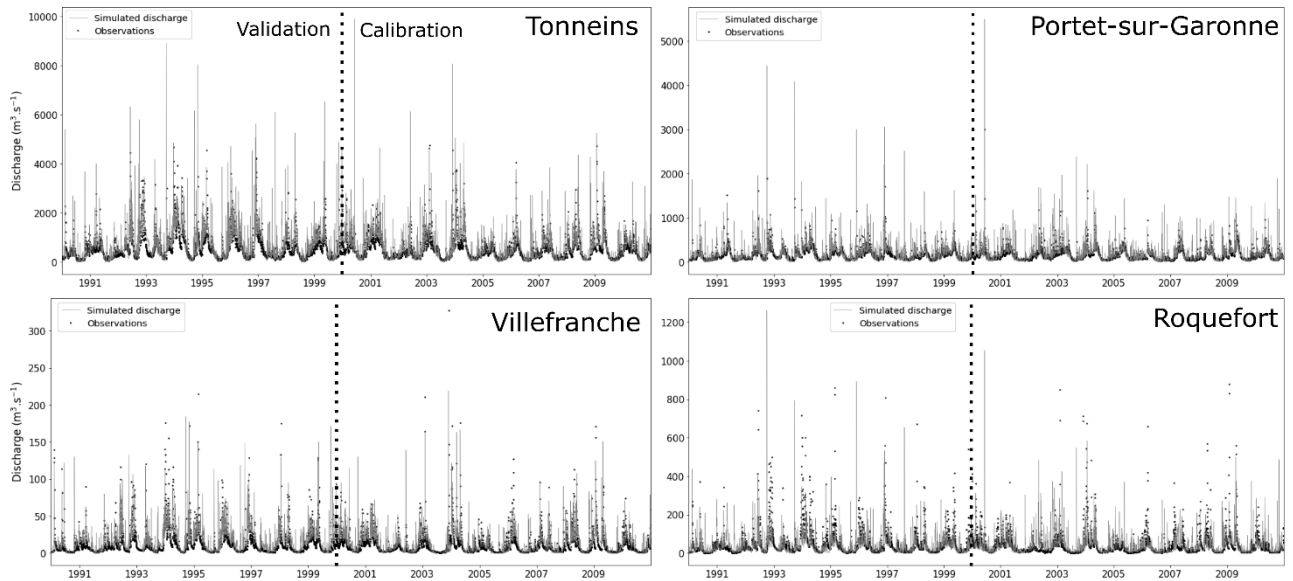 Simulated discharge
Observations
Validation
Calibration
Tonneins
Discharge (m³.s⁻¹)
10000
8000
6000
4000
2000
0
1991 1993 1995 1997 1999 2001 2003 2005 2007 2009
Simulated discharge
Observations
Portet-sur-Garonne
5000
4000
3000
2000
1000
0
1991 1993 1995 1997 1999 2001 2003 2005 2007 2009
Simulated discharge
Observations
Villefranche
Discharge (m³.s⁻¹)
300
250
200
150
100
50
0
1991 1993 1995 1997 1999 2001 2003 2005 2007 2009
Simulated discharge
Observations
Roquefort
1200
1000
800
600
400
200
0
1991 1993 1995 1997 1999 2001 2003 2005 2007 2009